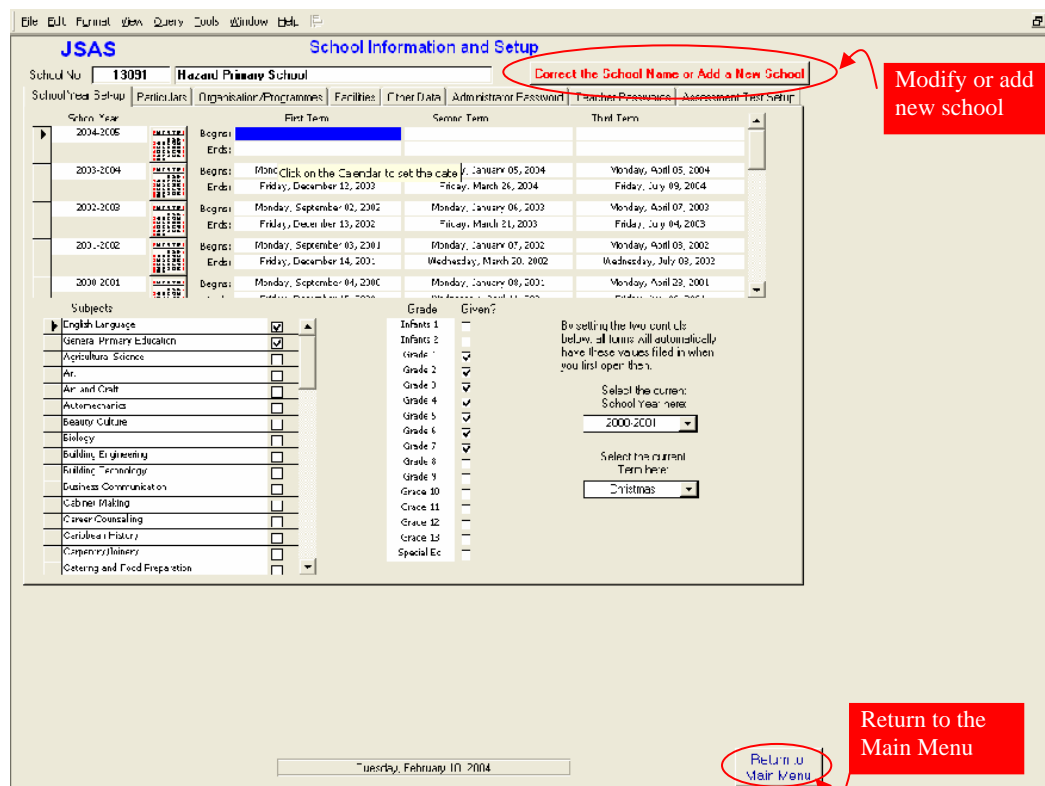 File Edit Format View Query Tools Window Help
JSAS School Information and Setup
School No 13091 Hazard Primary School Correct the School Name or Add a New School
Modify or add
new school
School Year Set-up Particulars Organisation/Programmes Facilities Other Data Administrator Password Teacher Passwords Assessment Test Setup
School Year First Term Second Term Third Term
2004-2005 Begins:
Ends:
Click on the Calendar to set the date
2003-2004 Begins: January 05, 2004 Monday, April 05, 2004
Ends: Friday, December 12, 2003 Friday, March 26, 2004 Friday, July 09, 2004
2002-2003 Begins: Monday, September 02, 2002 Monday, January 06, 2003 Monday, April 07, 2003
Ends: Friday, December 13, 2002 Friday, March 21, 2003 Friday, July 04, 2003
2001-2002 Begins: Monday, September 03, 2001 Monday, January 07, 2002 Monday, April 08, 2002
Ends: Friday, December 14, 2001 Wednesday, March 20, 2002 Wednesday, July 03, 2002
2000-2001 Begins: Monday, September 04, 2000 Monday, January 08, 2001 Monday, April 23, 2001
Subjects
English Language
General Primary Education
Agricultural Science
Art
Art and Craft
Automechanics
Beauty Culture
Biology
Building Engineering
Building Technology
Business Communication
Cabinet Making
Career Counseling
Caribbean History
Carpentry/Joinery
Catering and Food Preparation
Grade Given?
Infants 1
Infants 2
Grade 1
Grade 2
Grade 3
Grade 4
Grade 5
Grade 6
Grade 7
Grade 8
Grade 9
Grade 10
Grade 11
Grade 12
Grade 13
Special Ed
By setting the two controls
below, all forms will automatically
have these values filled in when
you first open them.
Select the current
School Year here:
2000-2001
Select the current
Term here:
Christmas
Return to the
Main Menu
Tuesday, February 10, 2004
Return to
Main Menu